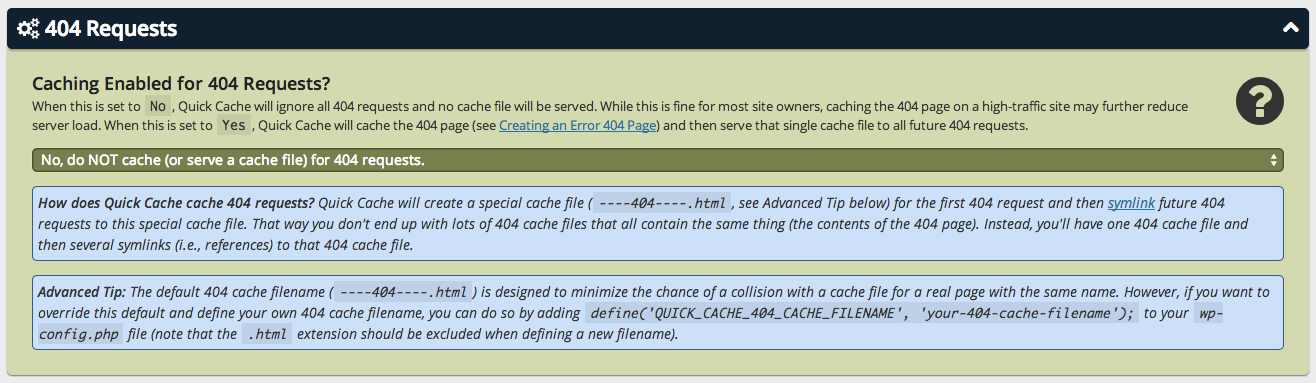 404 Requests
Caching Enabled for 404 Requests?
When this is set to No , Quick Cache will ignore all 404 requests and no cache file will be served. While this is fine for most site owners, caching the 404 page on a high-traffic site may further reduce
server load. When this is set to Yes , Quick Cache will cache the 404 page (see Creating an Error 404 Page) and then serve that single cache file to all future 404 requests.
No, do NOT cache (or serve a cache file) for 404 requests.
How does Quick Cache cache 404 requests? Quick Cache will create a special cache file ( ----404----.html , see Advanced Tip below) for the first 404 request and then symlink future 404
requests to this special cache file. That way you don't end up with lots of 404 cache files that all contain the same thing (the contents of the 404 page). Instead, you'll have one 404 cache file and
then several symlinks (i.e., references) to that 404 cache file.
Advanced Tip: The default 404 cache filename ( ----404----.html ) is designed to minimize the chance of a collision with a cache file for a real page with the same name. However, if you want to
override this default and define your own 404 cache filename, you can do so by adding define('QUICK_CACHE_404_CACHE_FILENAME', 'your-404-cache-filename'); to your wp-
config.php file (note that the .html extension should be excluded when defining a new filename).